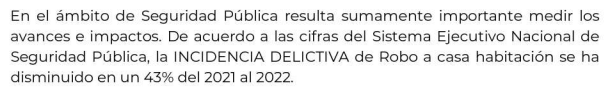 En el ámbito de Seguridad Pública resulta sumamente importante medir los
avances e impactos. De acuerdo a las cifras del Sistema Ejecutivo Nacional de
Seguridad Pública, la INCIDENCIA DELICTIVA de Robo a casa habitación se ha
disminuido en un 43% del 2021 al 2022.